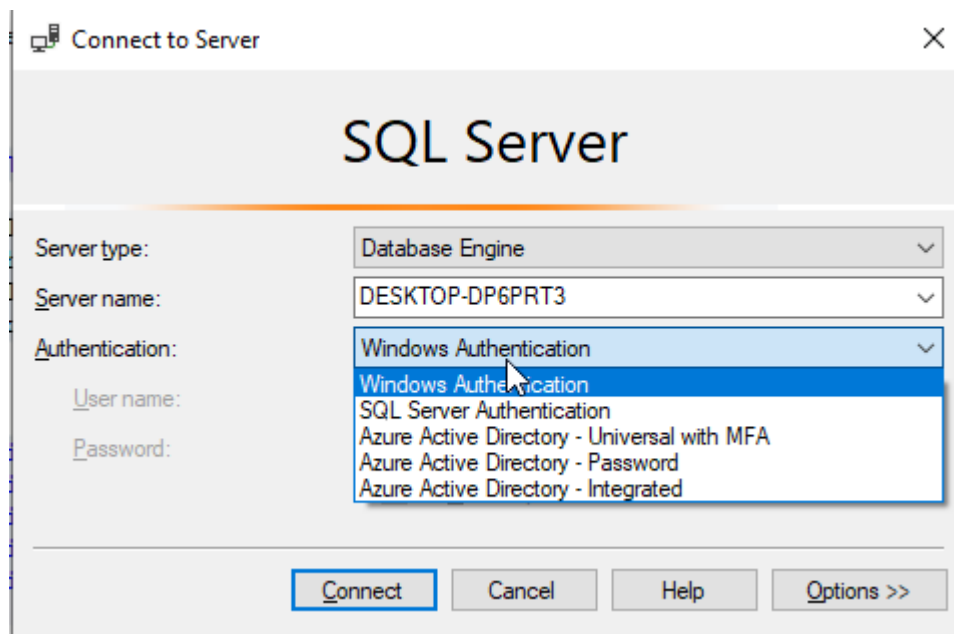 Connect to Server
SQL Server
Server type: Database Engine
Server name: DESKTOP-DP6PRT3
Authentication: Windows Authentication
Windows Authentication
User name:
SQL Server Authentication
Azure Active Directory - Universal with MFA
Password:
Azure Active Directory - Password
Azure Active Directory - Integrated
Connect Cancel Help Options >>